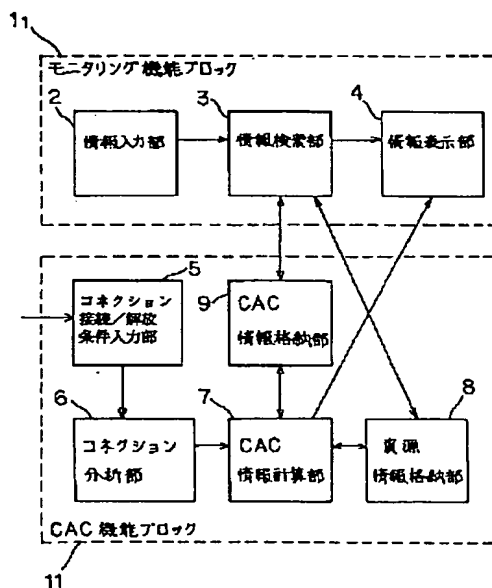 1₁
モニタリング機能ブロック
2
情報入力部
3
情報検索部
4
情報表示部
5
コネクション
接続/解放
条件入力部
9
CAC
情報格納部
6
コネクション
分析部
7
CAC
情報計算部
8
資源
情報格納部
CAC機能ブロック
11